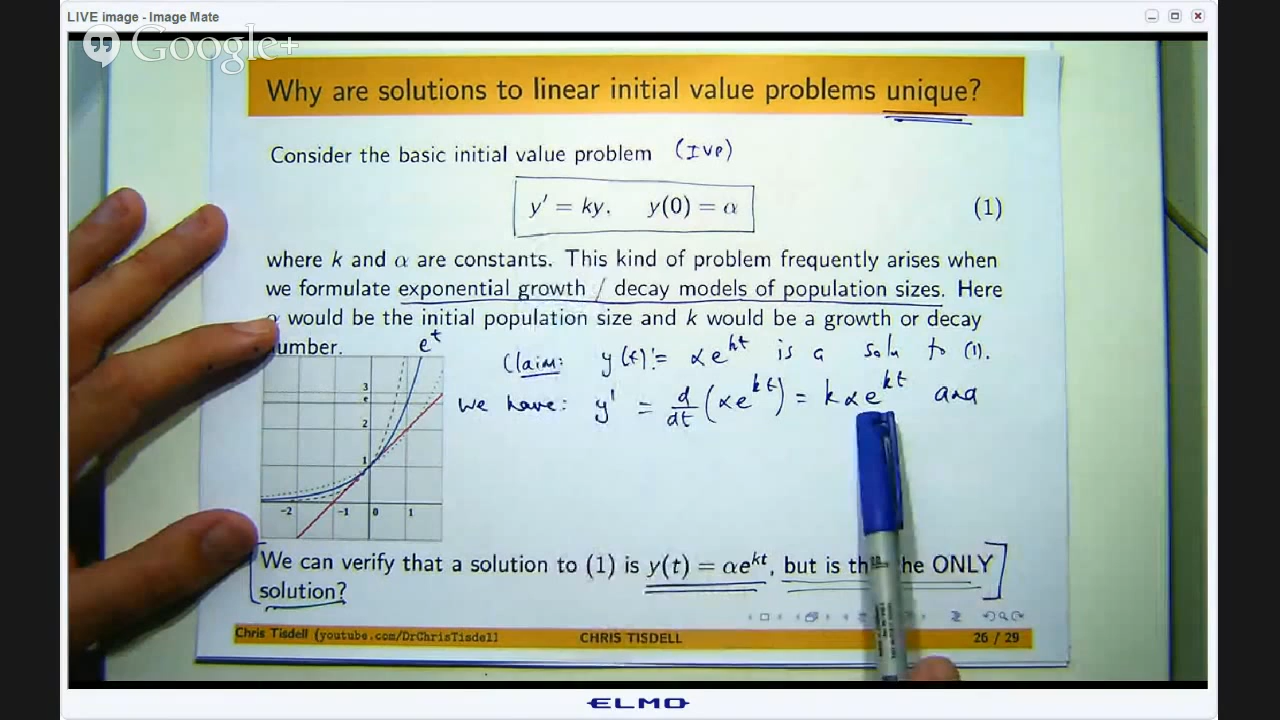 LIVE image - Image Mate
Google+
Why are solutions to linear initial value problems unique?
Consider the basic initial value problem (IVP)
y' = ky, y(0) = α (1)
where k and α are constants. This kind of problem frequently arises when
we formulate exponential growth / decay models of population sizes. Here
would be the initial population size and k would be a growth or decay
number.
e^t
Claim: y(t) := αe^{kt} is a soln to (1).
We have: y' = d/dt (αe^{kt}) = kαe^{kt} and
3
e
2
1
-2 -1 0 1
We can verify that a solution to (1) is y(t) = αe^{kt}, but is the ONLY
solution?
Chris Tisdell (youtube.com/DrChrisTisdell CHRIS TISDELL 26 / 29
ELMO